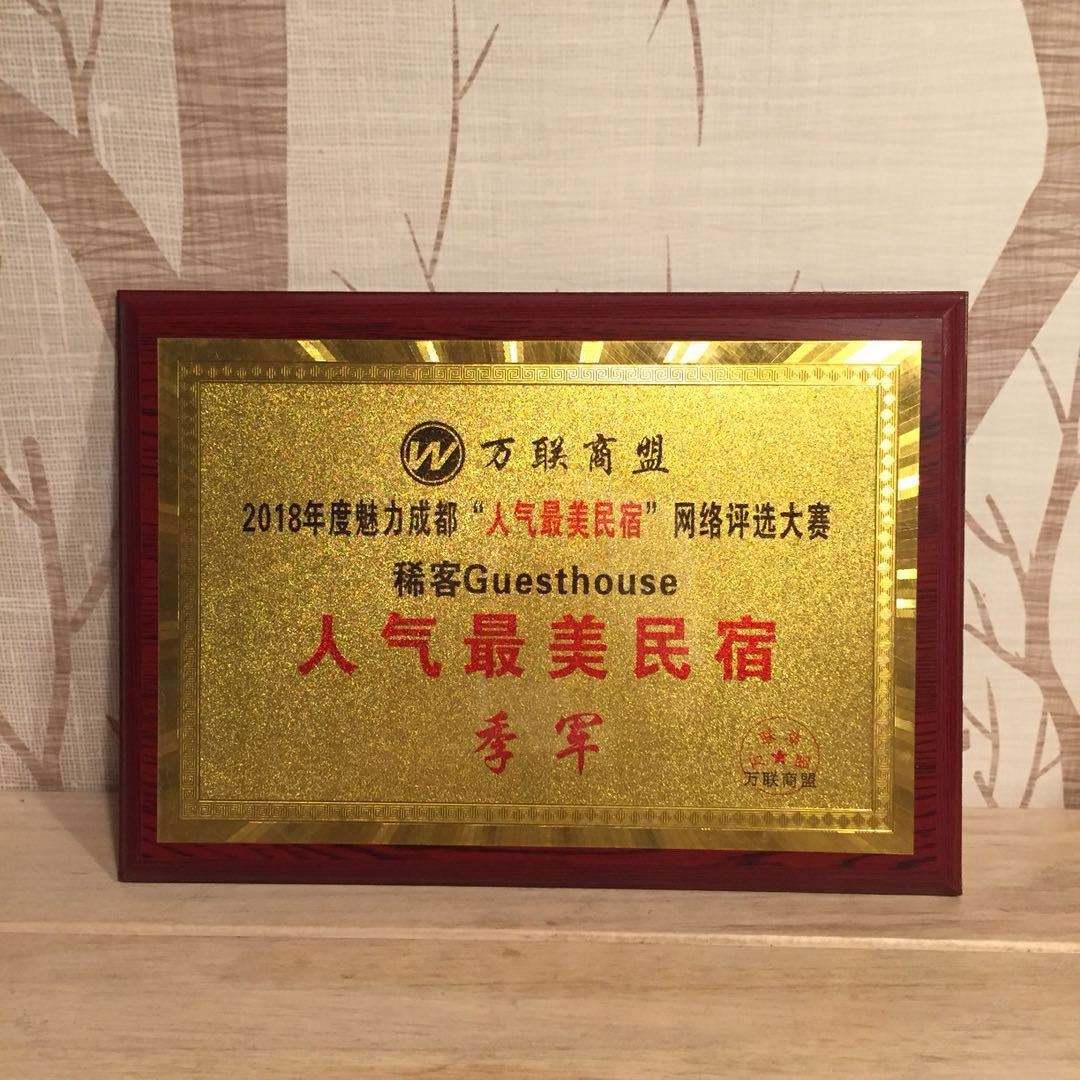 W 万联商盟
2018年度魅力成都“人气最美民宿”网络评选大赛
稀客Guesthouse
人气最美民宿
季军
万联商盟